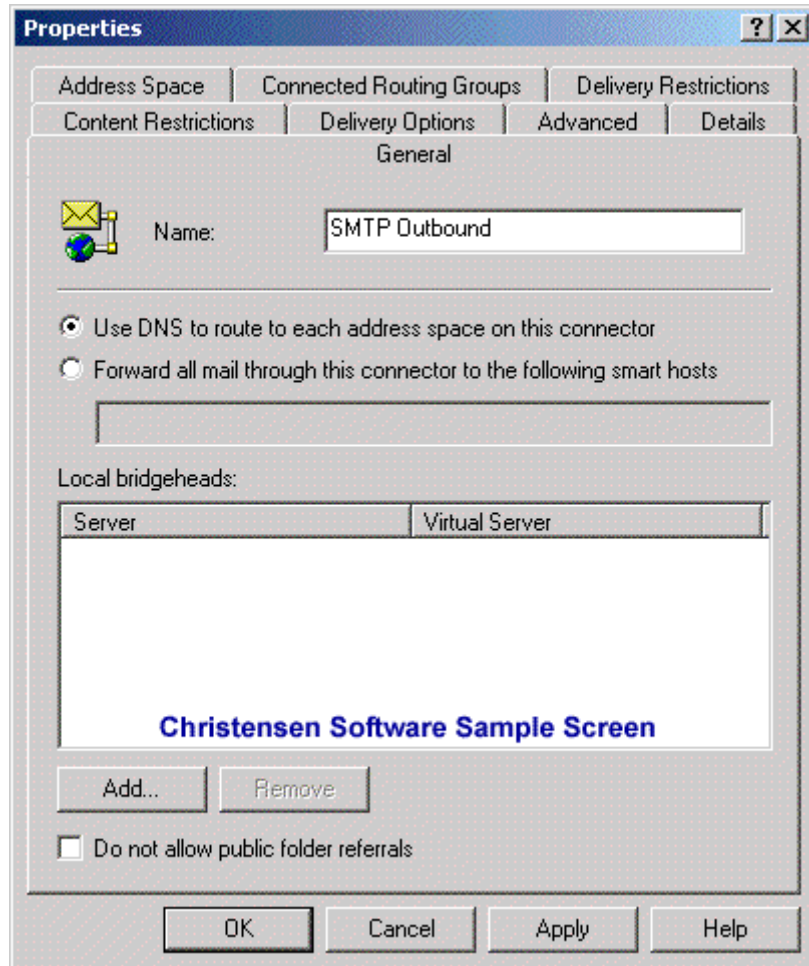 Properties
Address Space Connected Routing Groups Delivery Restrictions
Content Restrictions Delivery Options Advanced Details
General
Name: SMTP Outbound
Use DNS to route to each address space on this connector
Forward all mail through this connector to the following smart hosts
Local bridgeheads:
Server Virtual Server
Christensen Software Sample Screen
Add... Remove
Do not allow public folder referrals
OK Cancel Apply Help